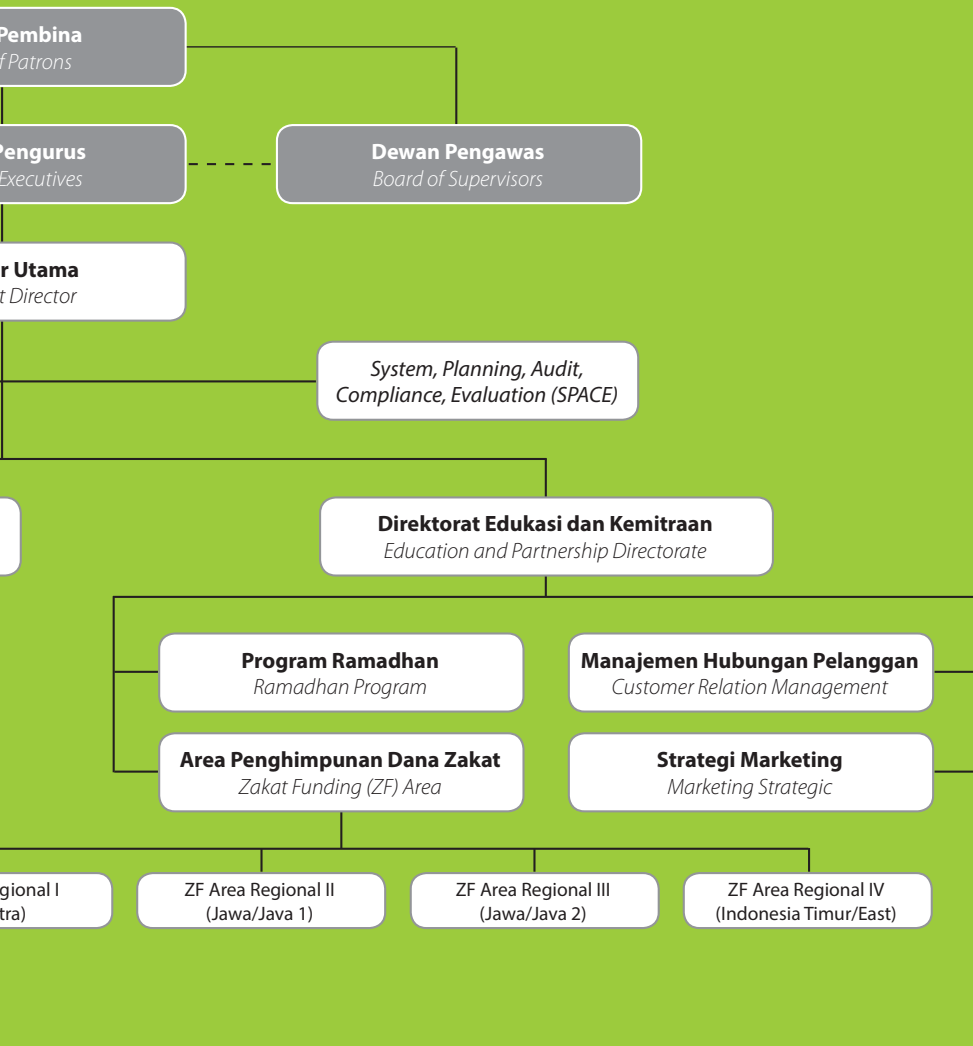 Pembina
f Patrons
Pengurus
Executives
Dewan Pengawas
Board of Supervisors
r Utama
t Director
System, Planning, Audit,
Compliance, Evaluation (SPACE)
Direktorat Edukasi dan Kemitraan
Education and Partnership Directorate
Program Ramadhan
Ramadhan Program
Manajemen Hubungan Pelanggan
Customer Relation Management
Area Penghimpunan Dana Zakat
Zakat Funding (ZF) Area
Strategi Marketing
Marketing Strategic
gional I
tra)
ZF Area Regional II
(Jawa/Java 1)
ZF Area Regional III
(Jawa/Java 2)
ZF Area Regional IV
(Indonesia Timur/East)